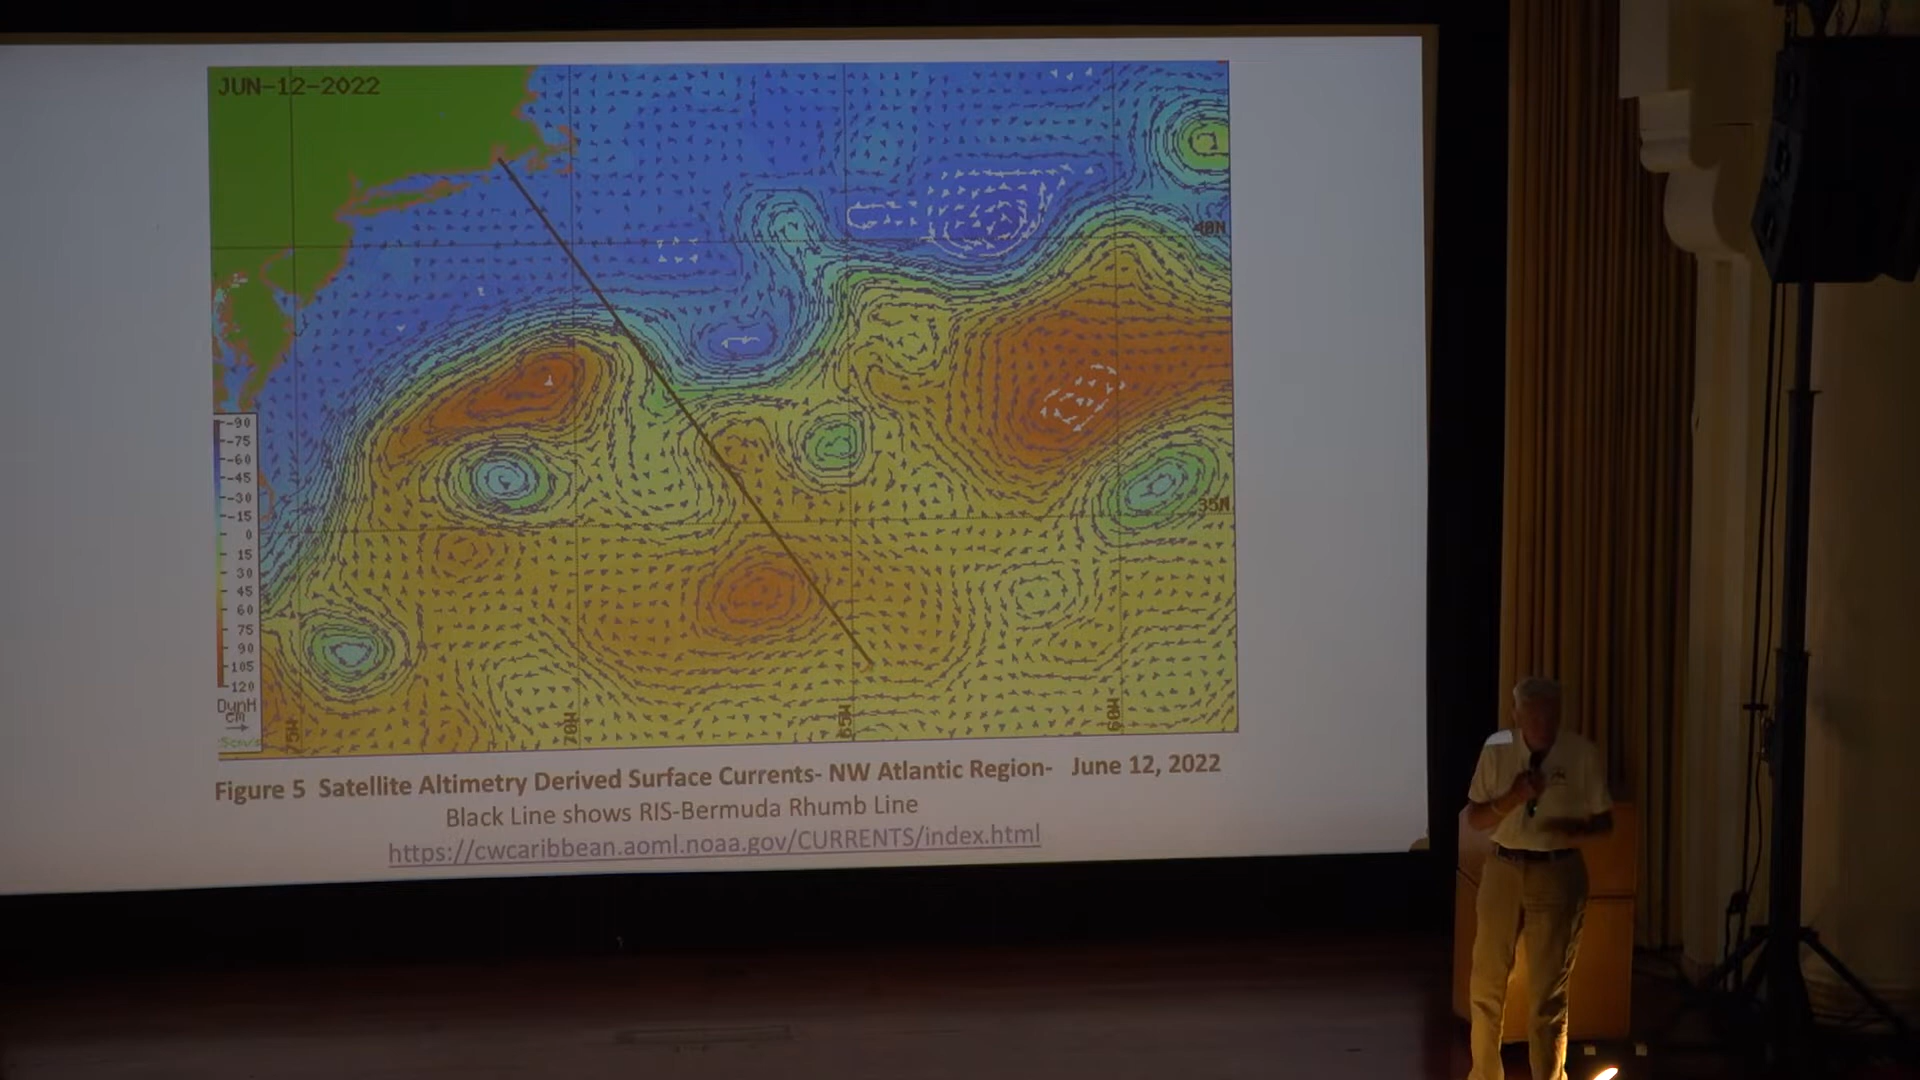 JUN-12-2022
40N
35N
-90
-75
-60
-45
-30
-15
0
15
30
45
60
75
90
105
120
DynH
cm
75W
70W
65W
60W
Figure 5 Satellite Altimetry Derived Surface Currents- NW Atlantic Region- June 12, 2022
Black Line shows RIS-Bermuda Rhumb Line
https://cwcaribbean.aoml.noaa.gov/CURRENTS/index.html